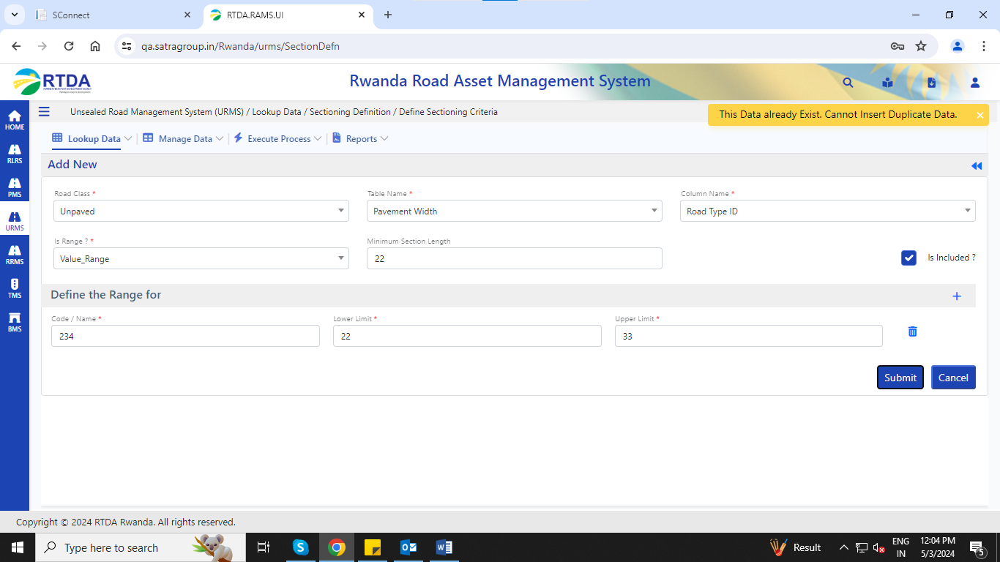 SConnect
RTDA.RAMS.UI
qa.satragroup.in/Rwanda/urms/SectionDefn
RTDA
Rwanda Road Asset Management System
Unsealed Road Management System (URMS) / Lookup Data / Sectioning Definition / Define Sectioning Criteria
This Data already Exist. Cannot Insert Duplicate Data.
HOME
RLRS
PMS
URMS
RRMS
TMS
BMS
Lookup Data
Manage Data
Execute Process
Reports
Add New
Road Class *
Table Name *
Column Name *
Unpaved
Pavement Width
Road Type ID
Is Range ? *
Minimum Section Length
Value_Range
22
Is Included ?
Define the Range for
Code / Name *
Lower Limit *
Upper Limit *
234
22
33
Submit
Cancel
Copyright © 2024 RTDA Rwanda. All rights reserved.
Type here to search
Result
ENG
IN
12:04 PM
5/3/2024
5